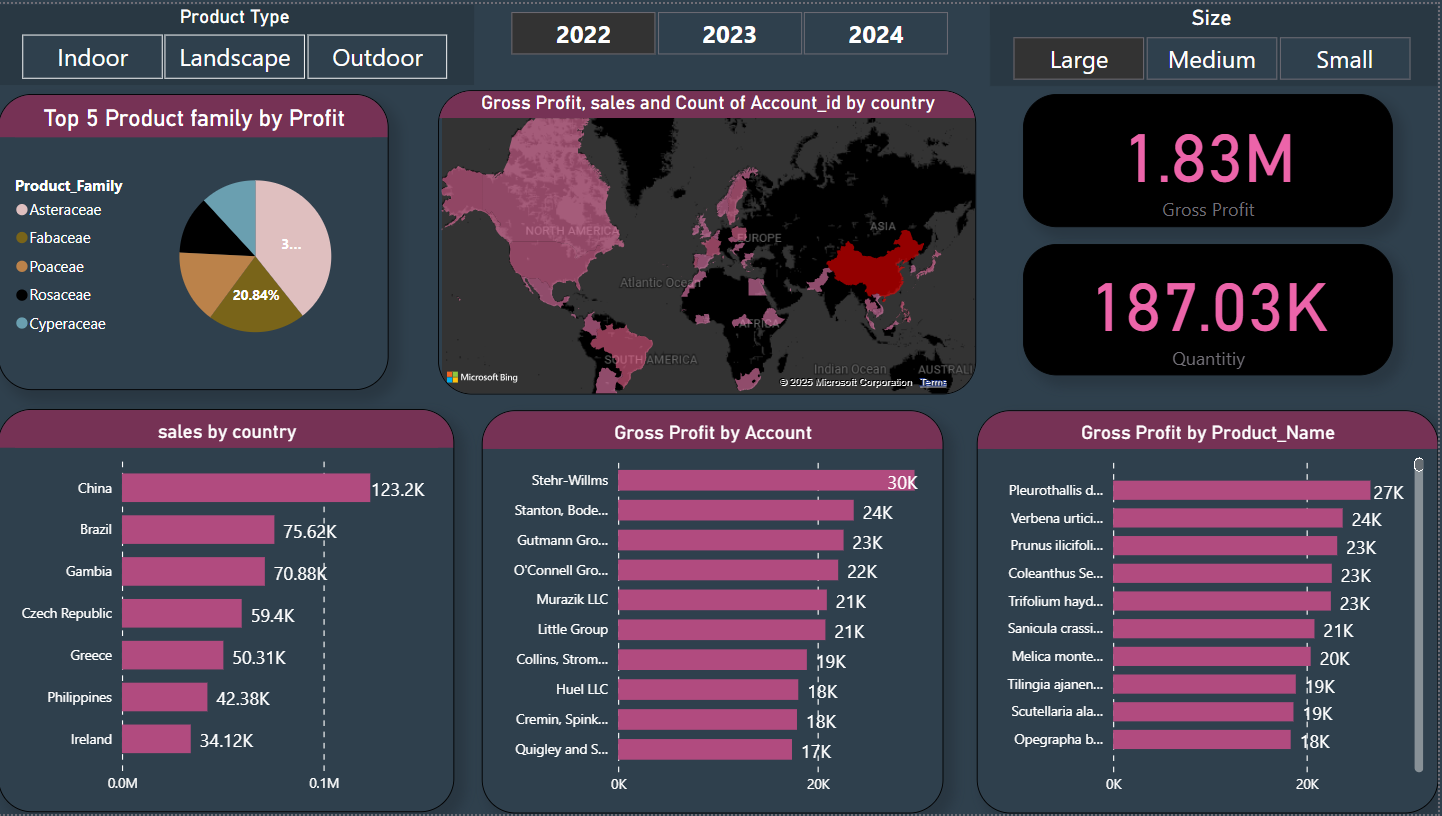 Product Type
Indoor
Landscape
Outdoor
2022
2023
2024
Size
Large
Medium
Small
Top 5 Product family by Profit
Product_Family
Asteraceae
Fabaceae
Poaceae
Rosaceae
Cyperaceae
3...
20.84%
Gross Profit, sales and Count of Account_id by country
NORTH AMERICA
EUROPE
ASIA
Atlantic Ocean
AFRICA
SOUTH AMERICA
Indian Ocean
AUSTRALI
Microsoft Bing
© 2025 Microsoft Corporation Terms
1.83M
Gross Profit
187.03K
Quantitiy
sales by country
China 123.2K
Brazil 75.62K
Gambia 70.88K
Czech Republic 59.4K
Greece 50.31K
Philippines 42.38K
Ireland 34.12K
0.0M 0.1M
Gross Profit by Account
Stehr-Willms 30K
Stanton, Bode... 24K
Gutmann Gro... 23K
O'Connell Gro... 22K
Murazik LLC 21K
Little Group 21K
Collins, Strom... 19K
Huel LLC 18K
Cremin, Spink... 18K
Quigley and S... 17K
0K 20K
Gross Profit by Product_Name
Pleurothallis d... 27K
Verbena urtici... 24K
Prunus ilicifoli... 23K
Coleanthus Se... 23K
Trifolium hayd... 23K
Sanicula crassi... 21K
Melica monte... 20K
Tilingia ajanen... 19K
Scutellaria ala... 19K
Opegrapha b... 18K
0K 20K